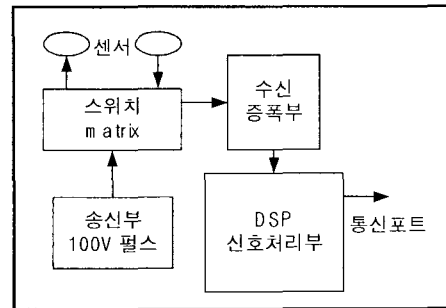 센서
스위치
matrix
수신
증폭부
송신부
100V 펄스
DSP
신호처리부
통신포트